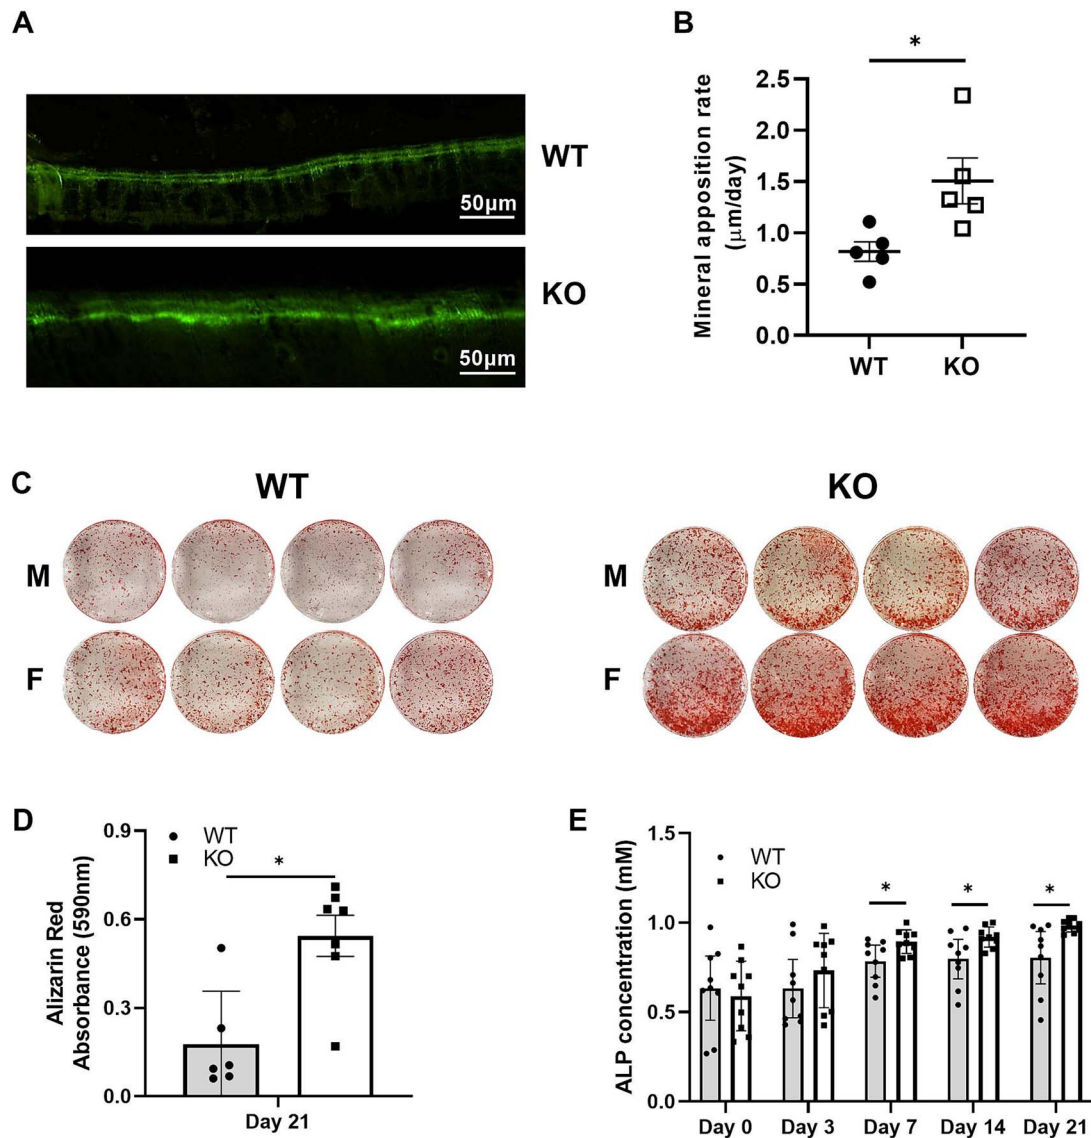 A
WT
50μm
KO
50μm
B
*
Mineral apposition rate
(μm/day)
2.5
2.0
1.5
1.0
0.5
0.0
WT
KO
C
WT
KO
M
F
M
F
D
WT
KO
*
Alizarin Red
Absorbance (590nm)
0.9
0.6
0.3
0.0
Day 21
E
WT
KO
* * *
ALP concentration (mM)
1.5
1.0
0.5
0.0
Day 0 Day 3 Day 7 Day 14 Day 21